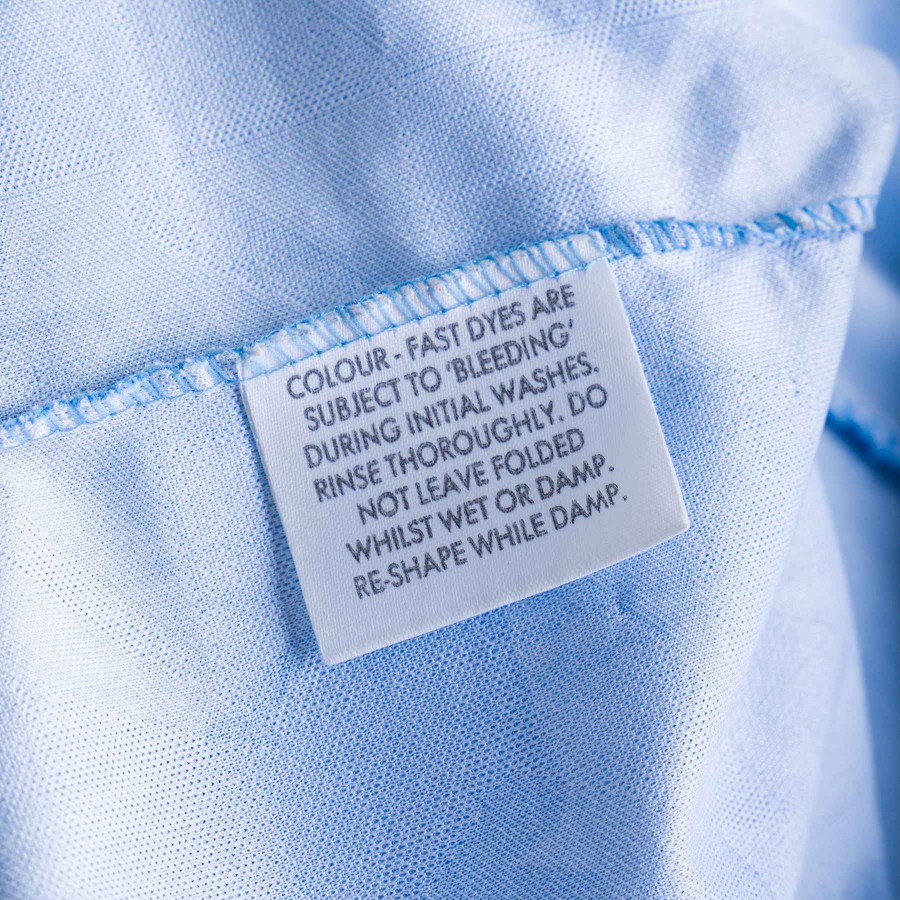 COLOUR - FAST DYES ARE
SUBJECT TO 'BLEEDING'
DURING INITIAL WASHES.
RINSE THOROUGHLY. DO
NOT LEAVE FOLDED
WHILST WET OR DAMP.
RE-SHAPE WHILE DAMP.